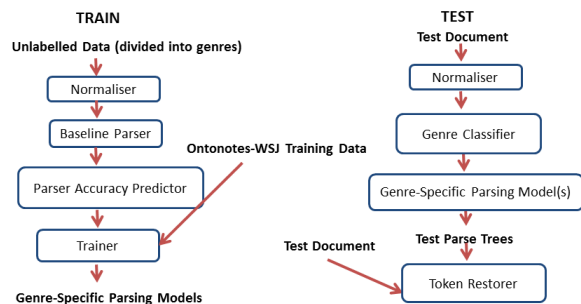 TRAIN
Unlabelled Data (divided into genres)
Normaliser
Baseline Parser
Ontonotes-WSJ Training Data
Parser Accuracy Predictor
Trainer
Genre-Specific Parsing Models
TEST
Test Document
Normaliser
Genre Classifier
Genre-Specific Parsing Model(s)
Test Parse Trees
Test Document
Token Restorer